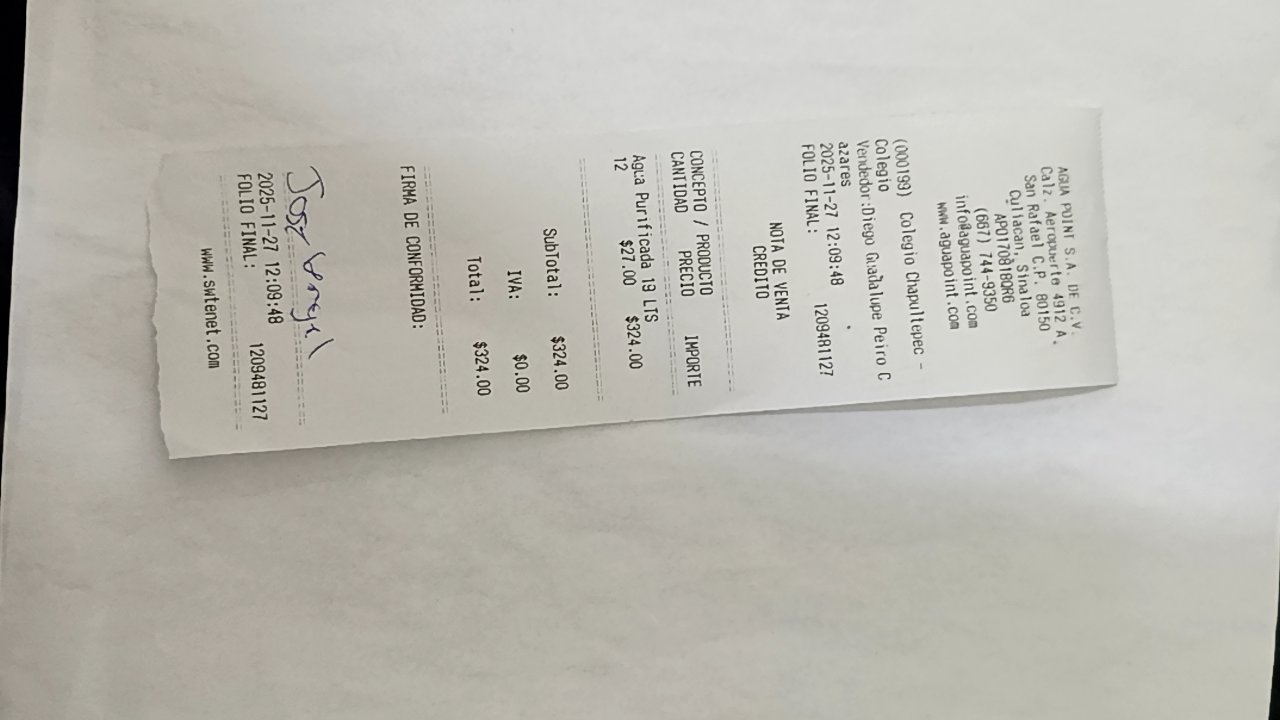 AGUA POINT S.A. DE C.V.
Calz. Aeropuerto 4912 A.
San Rafael C.P. 80150
Culiacan, Sinaloa
APO170818QR6
(667) 744-9350
info@aguapoint.com
www.aguapoint.com
(000199) Colegio Chapultepec -
Colegio
Vendedor:Diego Guadalupe Peiro C
azares
2025-11-27 12:09:48
FOLIO FINAL: 1209481127
NOTA DE VENTA
CREDITO
CONCEPTO / PRODUCTO
CANTIDAD PRECIO IMPORTE
Agua Purificada 19 LTS
12 $27.00 $324.00
SubTotal: $324.00
IVA: $0.00
Total: $324.00
FIRMA DE CONFORMIDAD:
Jose
2025-11-27 12:09:48
FOLIO FINAL: 1209481127
www.swtenet.com